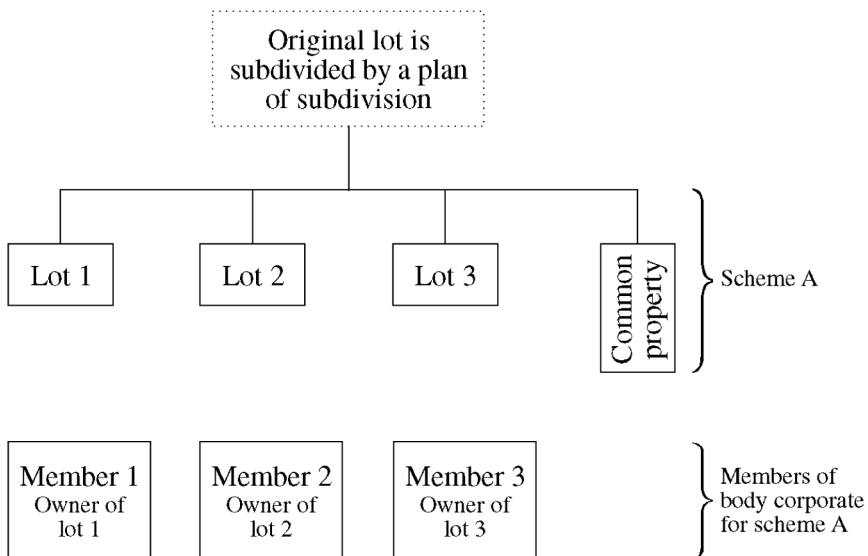 Original lot is
subdivided by a plan
of subdivision
Lot 1
Lot 2
Lot 3
Common
property
Scheme A
Member 1
Owner of
lot 1
Member 2
Owner of
lot 2
Member 3
Owner of
lot 3
Members of
body corporate
for scheme A